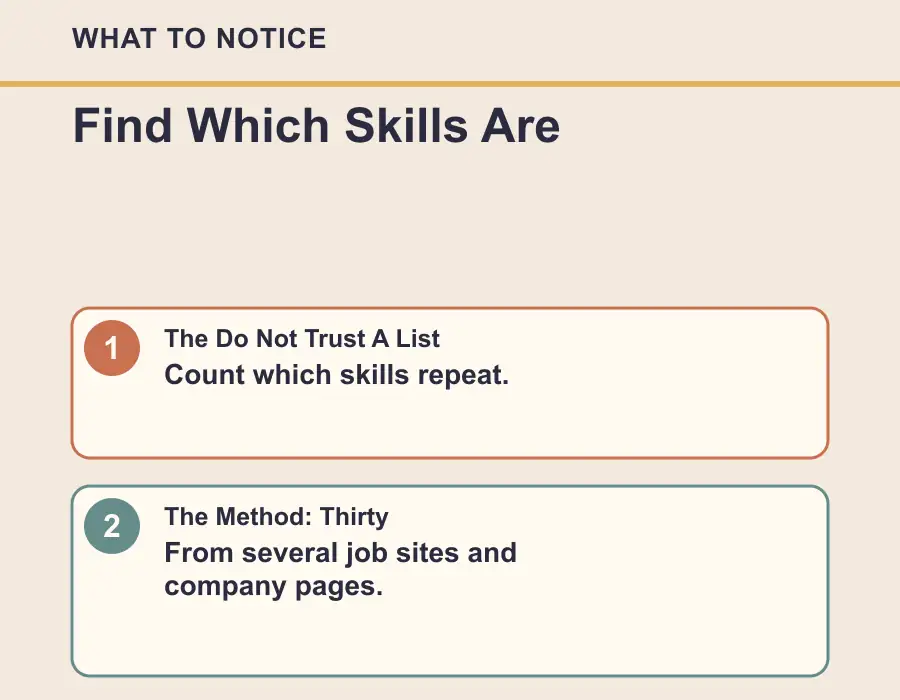 WHAT TO NOTICE
Find Which Skills Are
1
The Do Not Trust A List
Count which skills repeat.
2
The Method: Thirty
From several job sites and
company pages.